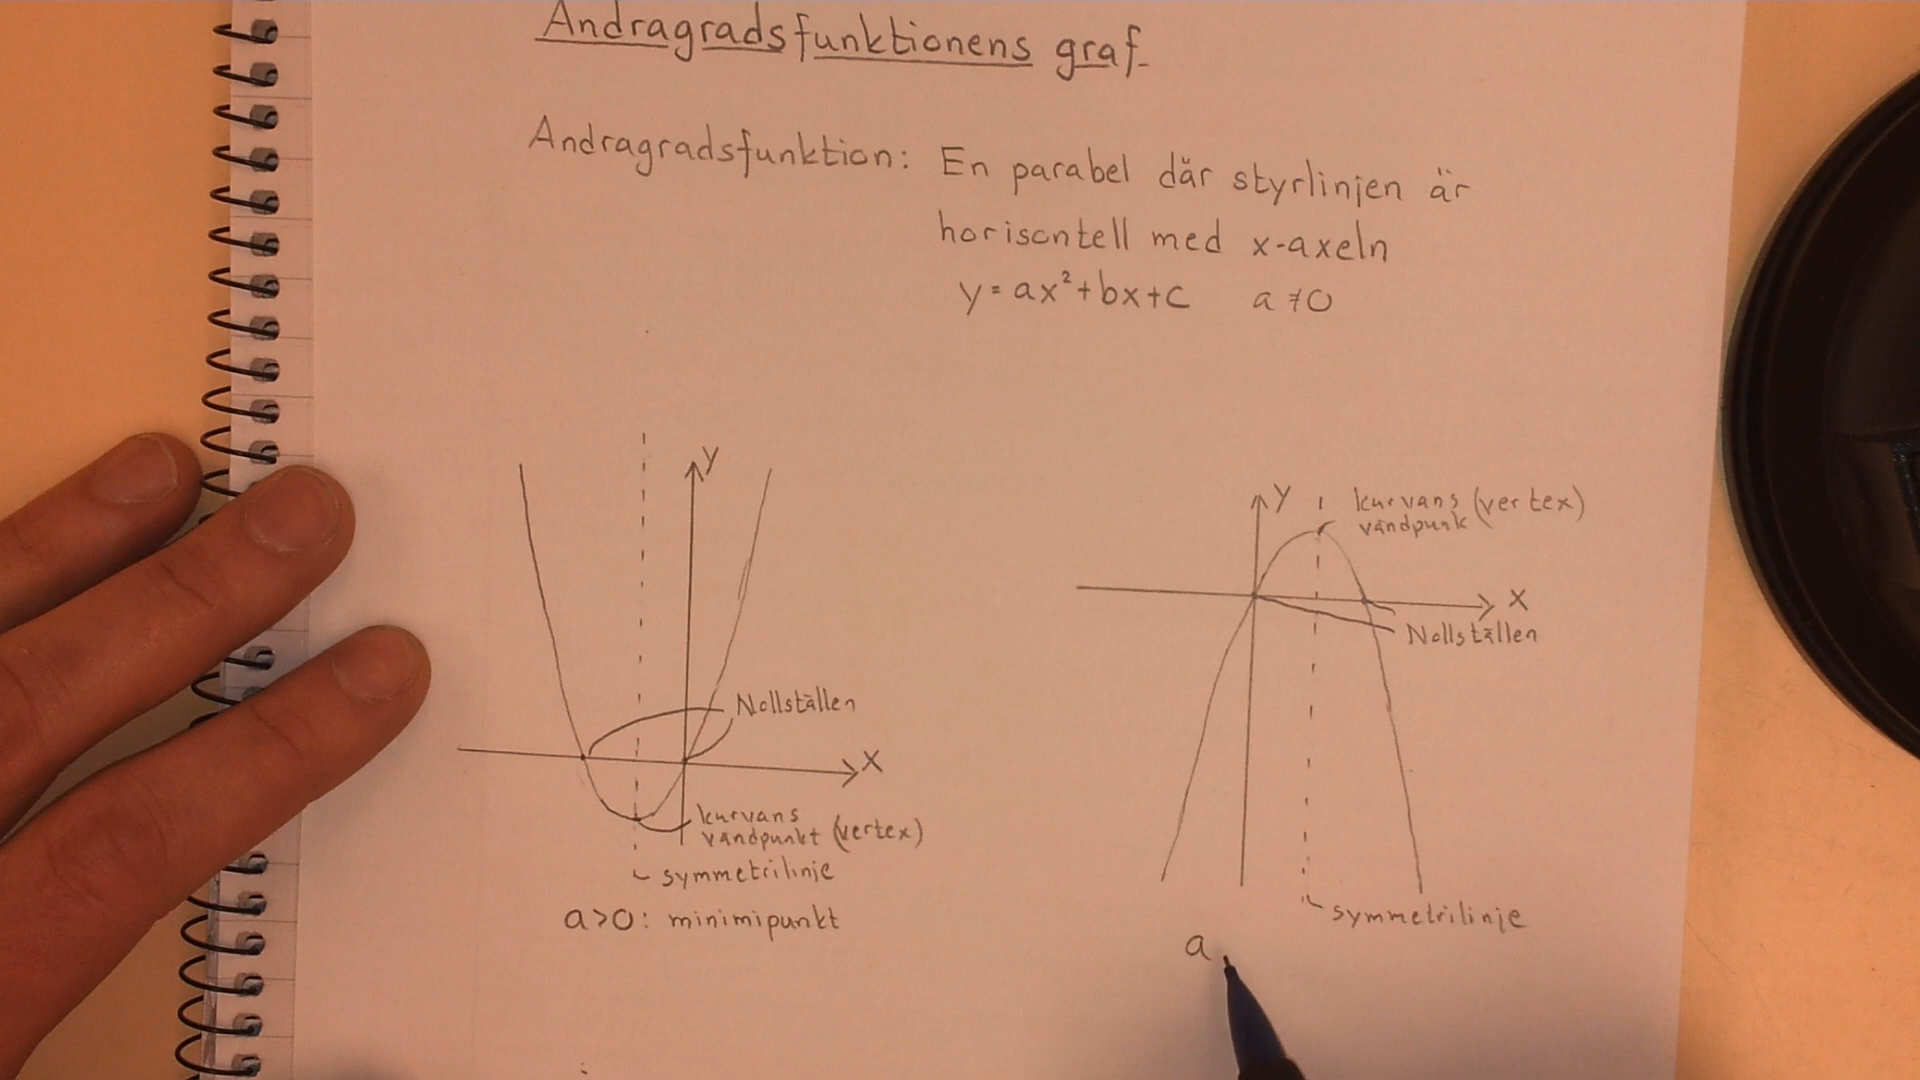 Andragradsfunktionens graf
Andragradsfunktion: En parabel där styrlinjen är
horisontell med x-axeln
y = ax² + bx + c a ≠ 0
y
Nollställen
x
kurvans
vändpunkt (vertex)
symmetrilinje
a > 0: minimipunkt
y
kurvans (vertex)
vändpunk
x
Nollställen
symmetrilinje
a